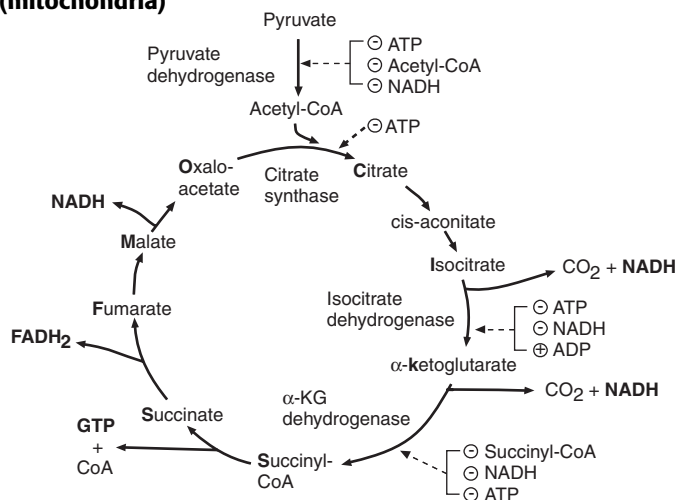 (mitochondria)
Pyruvate
Pyruvate
dehydrogenase
⊖ ATP
⊖ Acetyl-CoA
⊖ NADH
Acetyl-CoA
⊖ ATP
Oxalo-
acetate
Citrate
synthase
Citrate
NADH
cis-aconitate
Malate
Isocitrate
CO2 + NADH
Isocitrate
dehydrogenase
⊖ ATP
⊖ NADH
⊕ ADP
Fumarate
FADH2
α-ketoglutarate
CO2 + NADH
α-KG
dehydrogenase
Succinate
GTP
+
CoA
Succinyl-
CoA
⊖ Succinyl-CoA
⊖ NADH
⊖ ATP